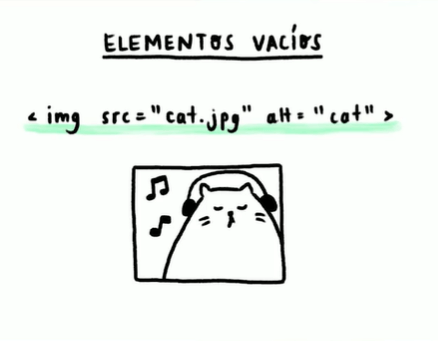 ELEMENTOS VACÍOS
< img src="cat.jpg" alt="cat" >